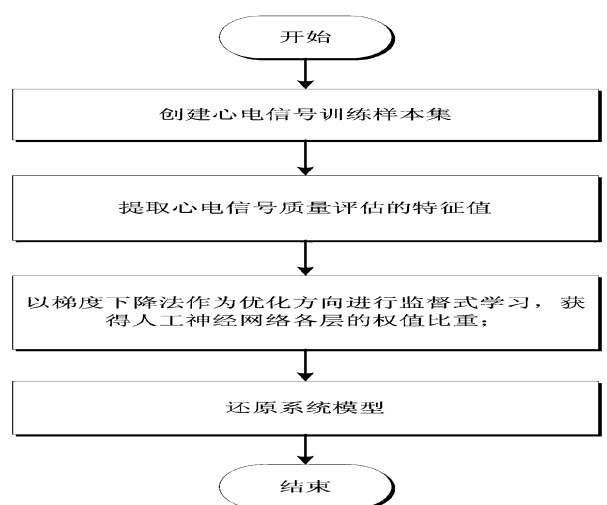 开始
创建心电信号训练样本集
提取心电信号质量评估的特征值
以梯度下降法作为优化方向进行监督式学习，获
得人工神经网络各层的权值比重；
还原系统模型
结束